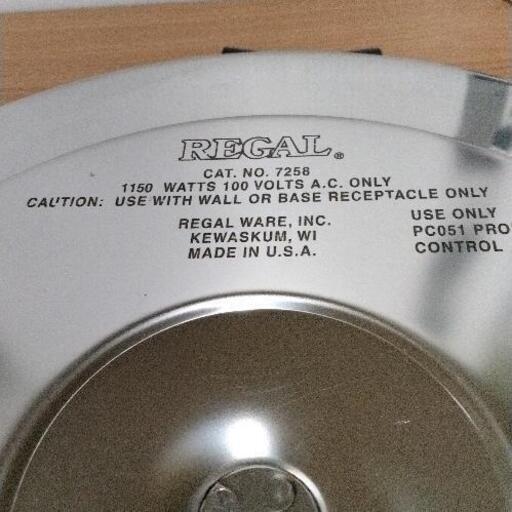 REGAL®
CAT. NO. 7258
1150 WATTS 100 VOLTS A.C. ONLY
CAUTION: USE WITH WALL OR BASE RECEPTACLE ONLY
REGAL WARE, INC.
KEWASKUM, WI
MADE IN U.S.A.
USE ONLY
PC051
CONTROL